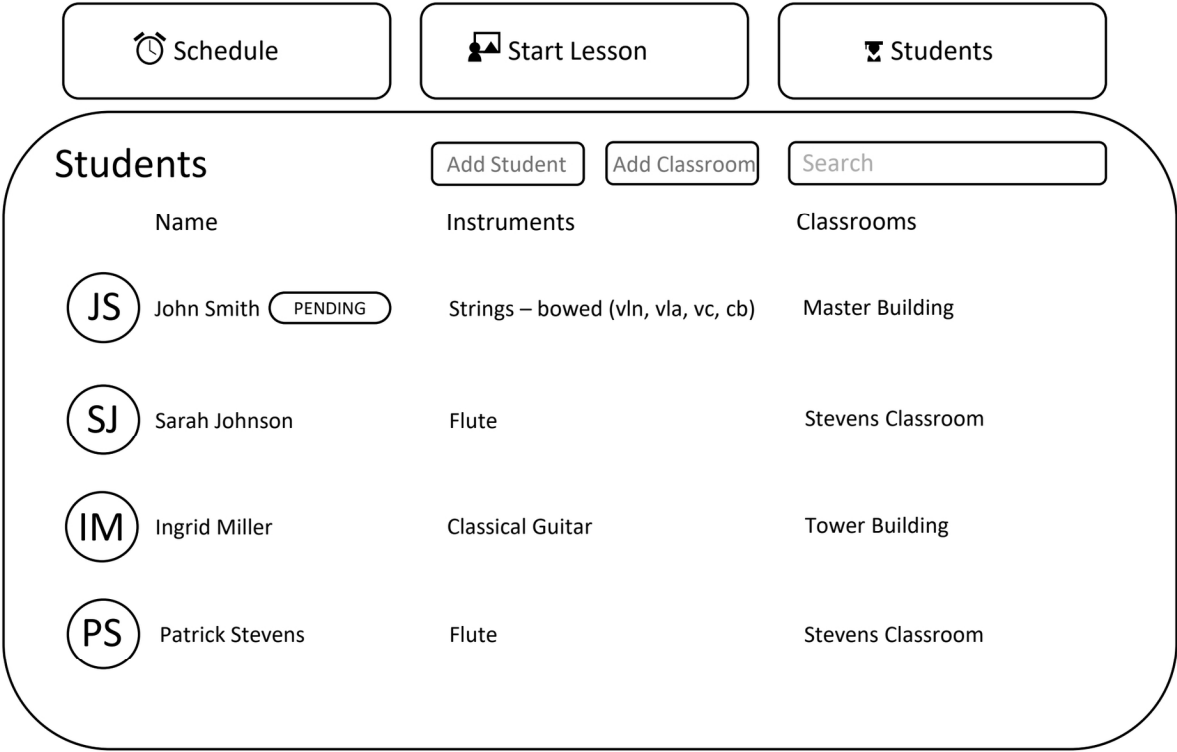 Schedule
Start Lesson
Students
Students
Add Student
Add Classroom
Search
Name
Instruments
Classrooms
JS
John Smith
PENDING
Strings – bowed (vln, vla, vc, cb)
Master Building
SJ
Sarah Johnson
Flute
Stevens Classroom
IM
Ingrid Miller
Classical Guitar
Tower Building
PS
Patrick Stevens
Flute
Stevens Classroom